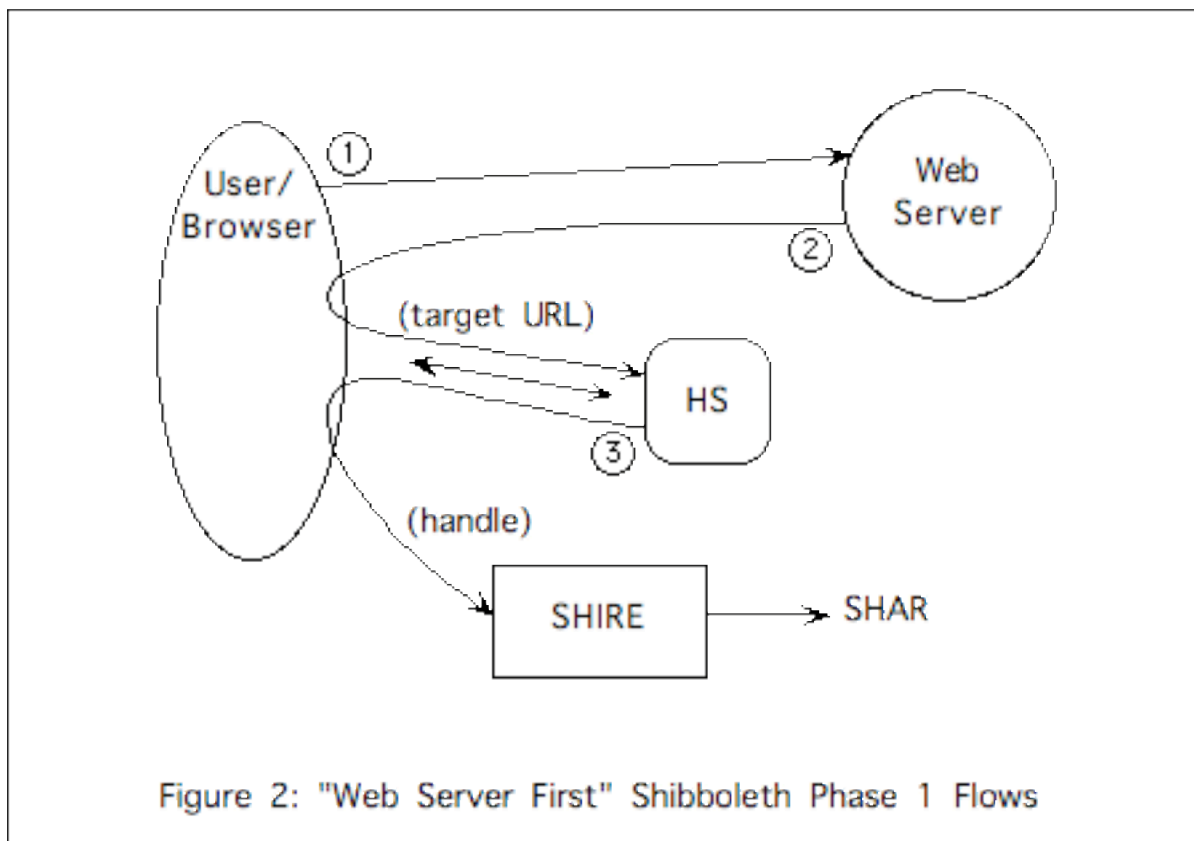 1
User/
Browser
Web
Server
2
(target URL)
HS
3
(handle)
SHIRE
SHAR
Figure 2: "Web Server First" Shibboleth Phase 1 Flows